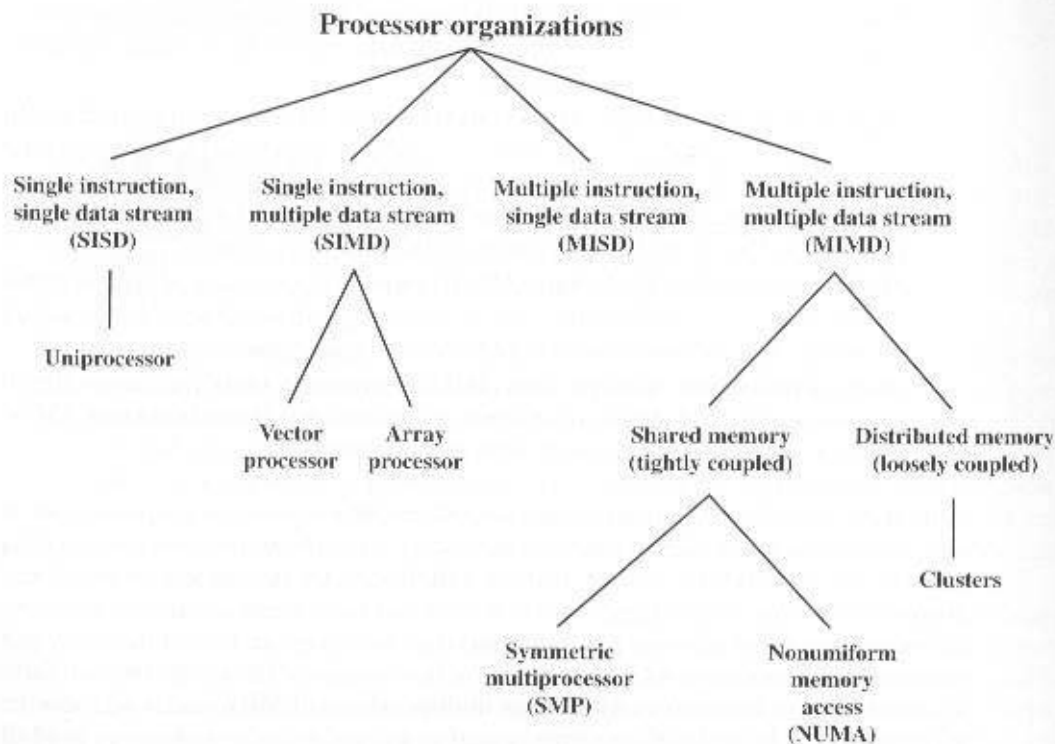 Processor organizations
Single instruction,
single data stream
(SISD)
Single instruction,
multiple data stream
(SIMD)
Multiple instruction,
single data stream
(MISD)
Multiple instruction,
multiple data stream
(MIMD)
Uniprocessor
Vector
processor
Array
processor
Shared memory
(tightly coupled)
Distributed memory
(loosely coupled)
Clusters
Symmetric
multiprocessor
(SMP)
Nonuniform
memory
access
(NUMA)